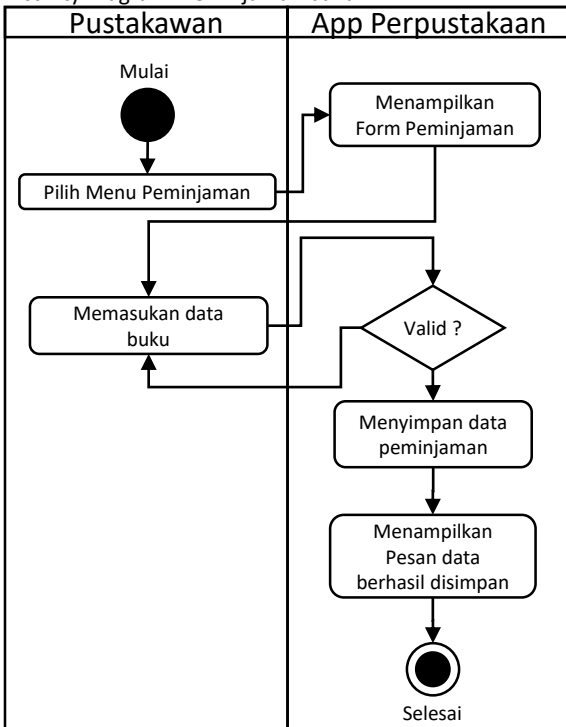 Pustakawan
App Perpustakaan
Mulai
Menampilkan
Form Peminjaman
Pilih Menu Peminjaman
Memasukan data
buku
Valid ?
Menyimpan data
peminjaman
Menampilkan
Pesan data
berhasil disimpan
Selesai